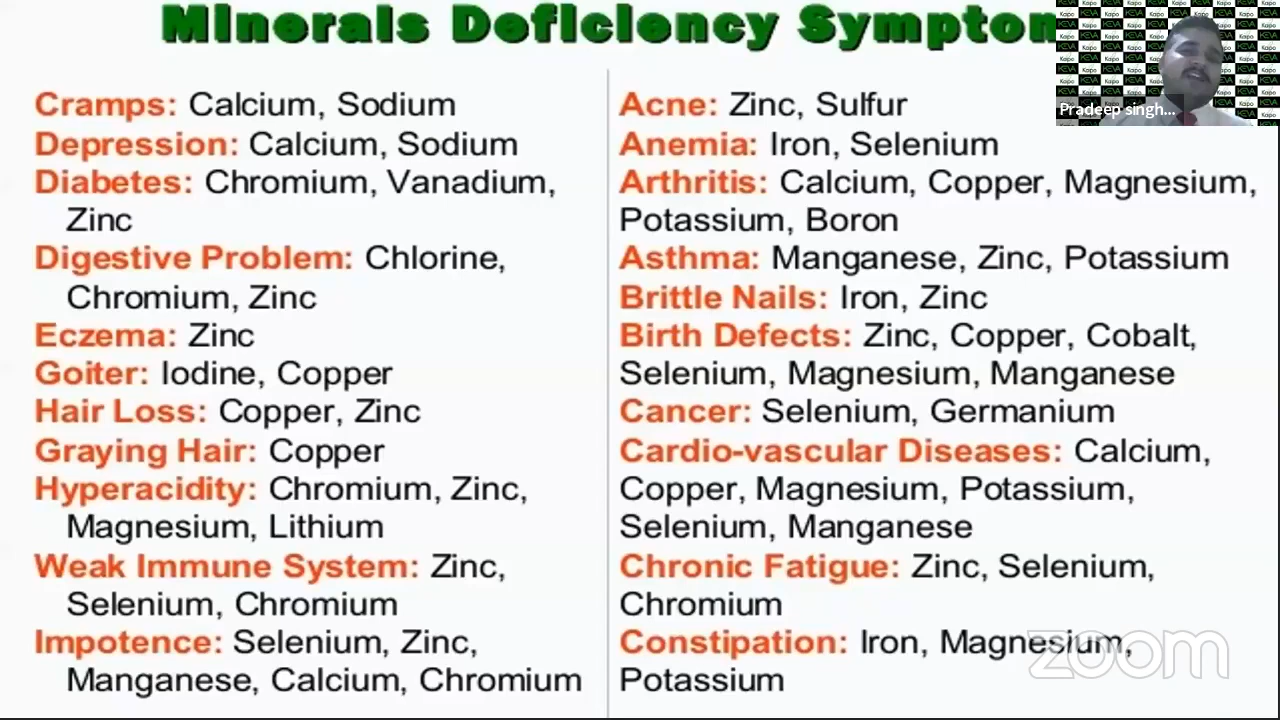 Minerals Deficiency Sympton
Cramps: Calcium, Sodium
Depression: Calcium, Sodium
Diabetes: Chromium, Vanadium,
Zinc
Digestive Problem: Chlorine,
Chromium, Zinc
Eczema: Zinc
Goiter: Iodine, Copper
Hair Loss: Copper, Zinc
Graying Hair: Copper
Hyperacidity: Chromium, Zinc,
Magnesium, Lithium
Weak Immune System: Zinc,
Selenium, Chromium
Impotence: Selenium, Zinc,
Manganese, Calcium, Chromium
Acne: Zinc, Sulfur
Anemia: Iron, Selenium
Arthritis: Calcium, Copper, Magnesium,
Potassium, Boron
Asthma: Manganese, Zinc, Potassium
Brittle Nails: Iron, Zinc
Birth Defects: Zinc, Copper, Cobalt,
Selenium, Magnesium, Manganese
Cancer: Selenium, Germanium
Cardio-vascular Diseases: Calcium,
Copper, Magnesium, Potassium,
Selenium, Manganese
Chronic Fatigue: Zinc, Selenium,
Chromium
Constipation: Iron, Magnesium,
Potassium
Pradeep singh...
zoom